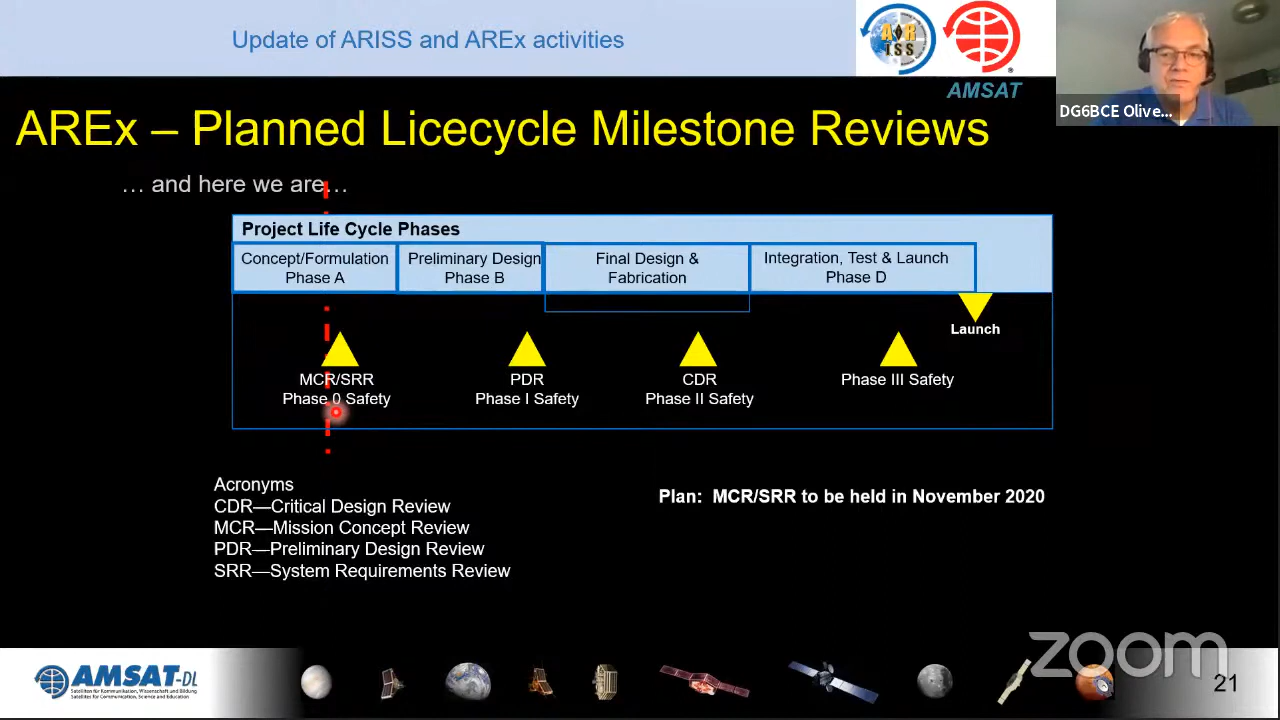 Update of ARISS and AREx activities
ARISS
AMSAT
DG6BCE Olive...
AREx – Planned Licecycle Milestone Reviews
… and here we are…
Project Life Cycle Phases
Concept/Formulation
Phase A
Preliminary Design
Phase B
Final Design &
Fabrication
Integration, Test & Launch
Phase D
Launch
MCR/SRR
Phase 0 Safety
PDR
Phase I Safety
CDR
Phase II Safety
Phase III Safety
Acronyms
CDR—Critical Design Review
MCR—Mission Concept Review
PDR—Preliminary Design Review
SRR—System Requirements Review
Plan: MCR/SRR to be held in November 2020
AMSAT-DL
Satelliten für Kommunikation, Wissenschaft und Bildung
Satellites for Communication, Science and Education
zoom
21